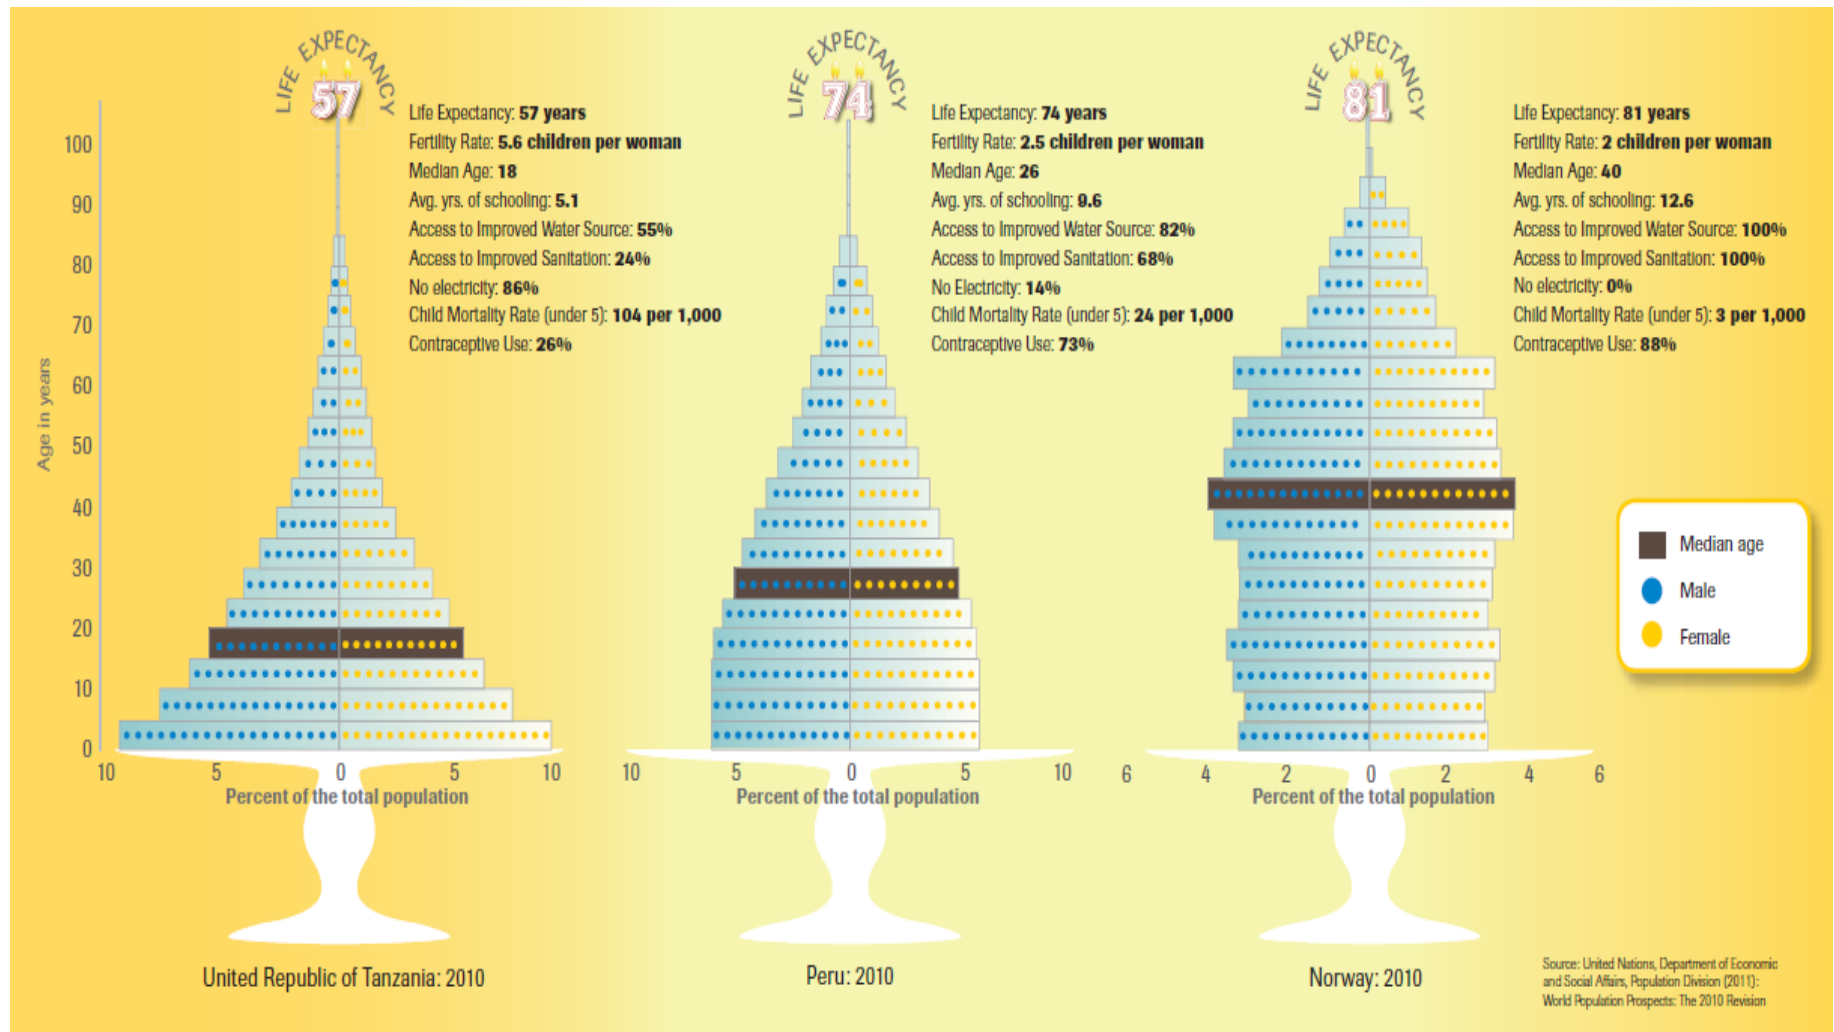 LIFE EXPECTANCY
57
Life Expectancy: 57 years
Fertility Rate: 5.6 children per woman
Median Age: 18
Avg. yrs. of schooling: 5.1
Access to Improved Water Source: 55%
Access to Improved Sanitation: 24%
No electricity: 86%
Child Mortality Rate (under 5): 104 per 1,000
Contraceptive Use: 26%
LIFE EXPECTANCY
74
Life Expectancy: 74 years
Fertility Rate: 2.5 children per woman
Median Age: 26
Avg. yrs. of schooling: 9.6
Access to Improved Water Source: 82%
Access to Improved Sanitation: 68%
No Electricity: 14%
Child Mortality Rate (under 5): 24 per 1,000
Contraceptive Use: 73%
LIFE EXPECTANCY
81
Life Expectancy: 81 years
Fertility Rate: 2 children per woman
Median Age: 40
Avg. yrs. of schooling: 12.6
Access to Improved Water Source: 100%
Access to Improved Sanitation: 100%
No electricity: 0%
Child Mortality Rate (under 5): 3 per 1,000
Contraceptive Use: 88%
Age in years
100
90
80
70
60
50
40
30
20
10
0
Median age
Male
Female
10 5 0 5 10
Percent of the total population
10 5 0 5 10
Percent of the total population
6 4 2 0 2 4 6
Percent of the total population
United Republic of Tanzania: 2010
Peru: 2010
Norway: 2010
Source: United Nations, Department of Economic
and Social Affairs, Population Division (2011):
World Population Prospects: The 2010 Revision